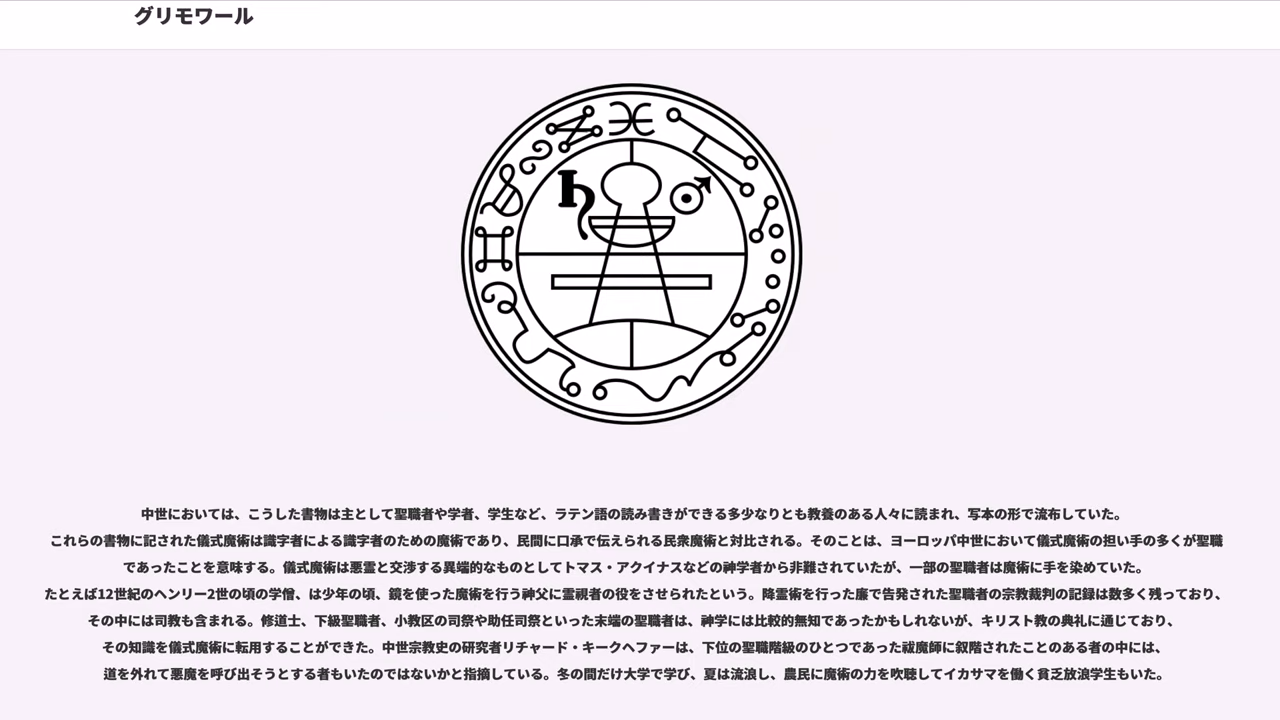 グリモワール
中世においては、こうした書物は主として聖職者や学者、学生など、ラテン語の読み書きができる多少なりとも教養のある人々に読まれ、写本の形で流布していた。
これらの書物に記された儀式魔術は識字者による識字者のための魔術であり、民間に口承で伝えられる民衆魔術と対比される。そのことは、ヨーロッパ中世において儀式魔術の担い手の多くが聖職
であったことを意味する。儀式魔術は悪霊と交渉する異端的なものとしてトマス・アクイナスなどの神学者から非難されていたが、一部の聖職者は魔術に手を染めていた。
たとえば12世紀のヘンリー2世の頃の学僧、は少年の頃、鏡を使った魔術を行う神父に霊視者の役をさせられたという。降霊術を行った廉で告発された聖職者の宗教裁判の記録は数多く残っており、
その中には司教も含まれる。修道士、下級聖職者、小教区の司祭や助任司祭といった末端の聖職者は、神学には比較的無知であったかもしれないが、キリスト教の典礼に通じており、
その知識を儀式魔術に転用することができた。中世宗教史の研究者リチャード・キークヘファーは、下位の聖職階級のひとつであった祓魔師に叙階されたことのある者の中には、
道を外れて悪魔を呼び出そうとする者もいたのではないかと指摘している。冬の間だけ大学で学び、夏は流浪し、農民に魔術の力を吹聴してイカサマを働く貧乏放浪学生もいた。